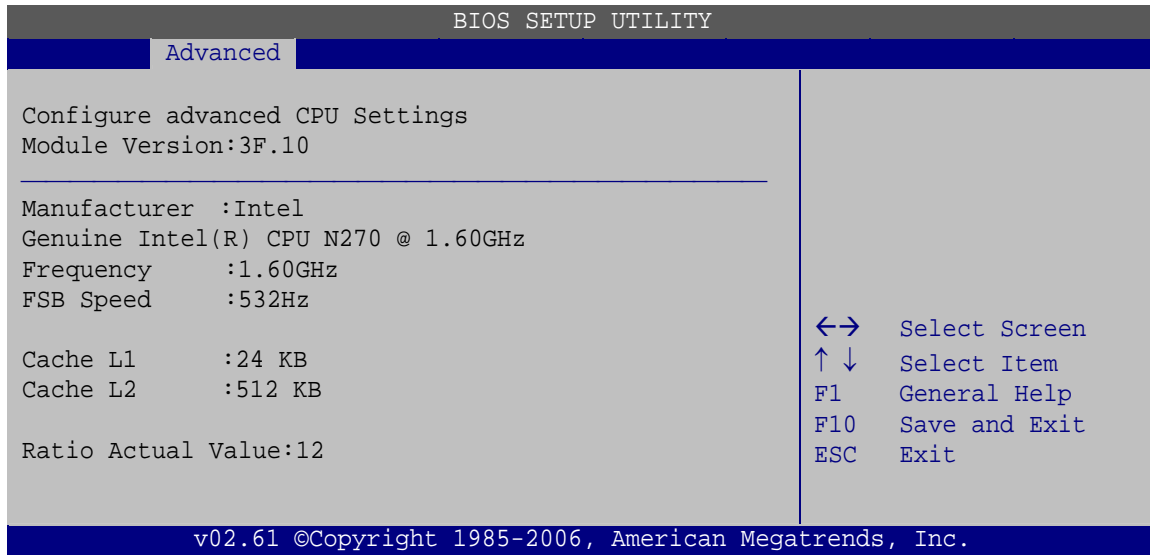 BIOS SETUP UTILITY
Advanced
Configure advanced CPU Settings
Module Version:3F.10
Manufacturer :Intel
Genuine Intel(R) CPU N270 @ 1.60GHz
Frequency :1.60GHz
FSB Speed :532Hz
Cache L1 :24 KB
Cache L2 :512 KB
Ratio Actual Value:12
←→ Select Screen
↑ ↓ Select Item
F1 General Help
F10 Save and Exit
ESC Exit
v02.61 ©Copyright 1985-2006, American Megatrends, Inc.